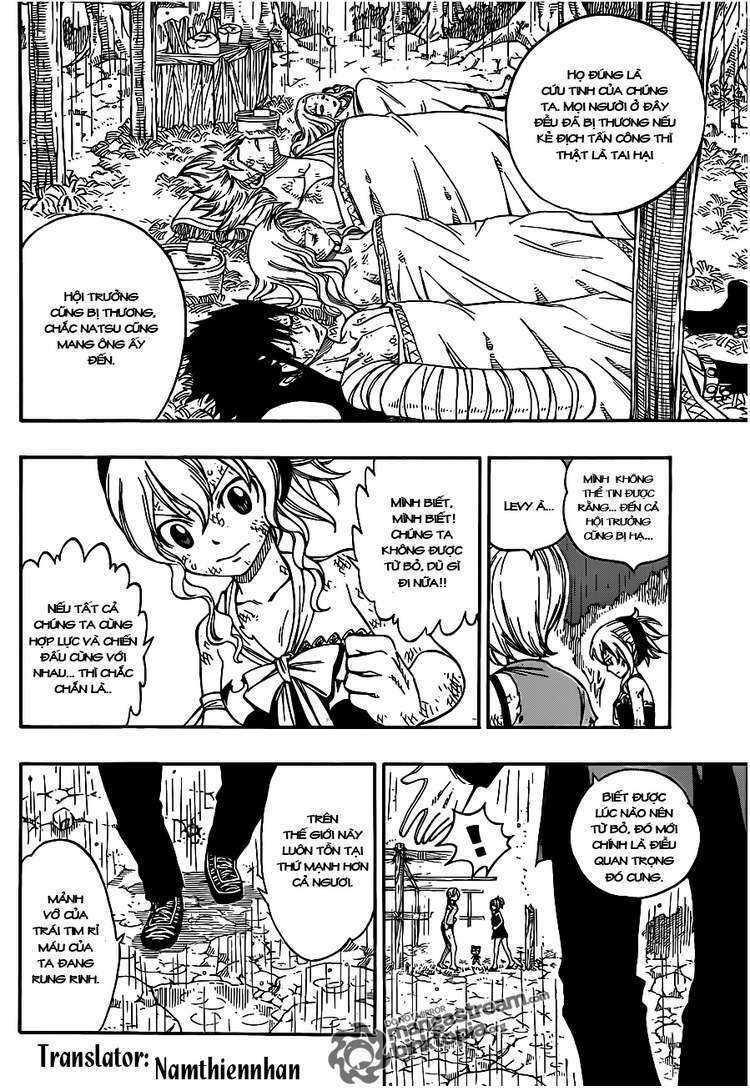 HỌ ĐÚNG LÀ
CỨU TINH CỦA CHÚNG
TA. MỌI NGƯỜI Ở ĐÂY
ĐỀU ĐÃ BỊ THƯƠNG NẾU
KẺ ĐỊCH TẤN CÔNG THÌ
THẬT LÀ TAI HẠI
HỘI TRƯỞNG
CŨNG BỊ THƯƠNG,
CHẮC NATSU CŨNG
MANG ÔNG ẤY
ĐẾN.
MÌNH KHÔNG
THỂ TIN ĐƯỢC
RẰNG... ĐẾN CẢ
HỘI TRƯỞNG
CŨNG BỊ HẠ...
LEVY À...
MÌNH BIẾT,
MÌNH BIẾT!
CHÚNG TA
KHÔNG ĐƯỢC
TỪ BỎ, DÙ GÌ
ĐI NỮA!!
NẾU TẤT CẢ
CHÚNG TA CÙNG
HỢP LỰC VÀ CHIẾN
ĐẤU CÙNG VỚI
NHAU... THÌ CHẮC
CHẮN LÀ..
BIẾT ĐƯỢC
LÚC NÀO NÊN
TỪ BỎ, ĐÓ MỚI
CHÍNH LÀ ĐIỀU
QUAN TRỌNG
ĐÓ CƯNG.
TRÊN
THẾ GIỚI NÀY
LUÔN TỒN TẠI
THỨ MẠNH HƠN
CẢ NGƯƠI.
MẢNH
VỠ CỦA
TRÁI TIM RỈ
MÁU CỦA TA
ĐANG
RUNG RINH.
DO NOT MIRROR
mangastream.com
Translator: Namthiennhan